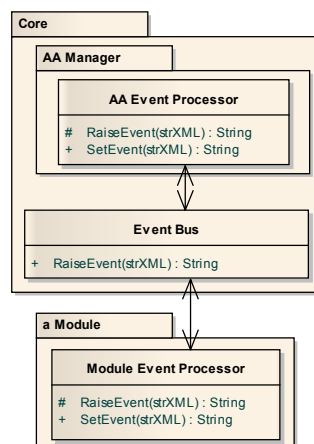 Core
AA Manager
AA Event Processor
# RaiseEvent(strXML) : String
+ SetEvent(strXML) : String
Event Bus
+ RaiseEvent(strXML) : String
a Module
Module Event Processor
# RaiseEvent(strXML) : String
+ SetEvent(strXML) : String